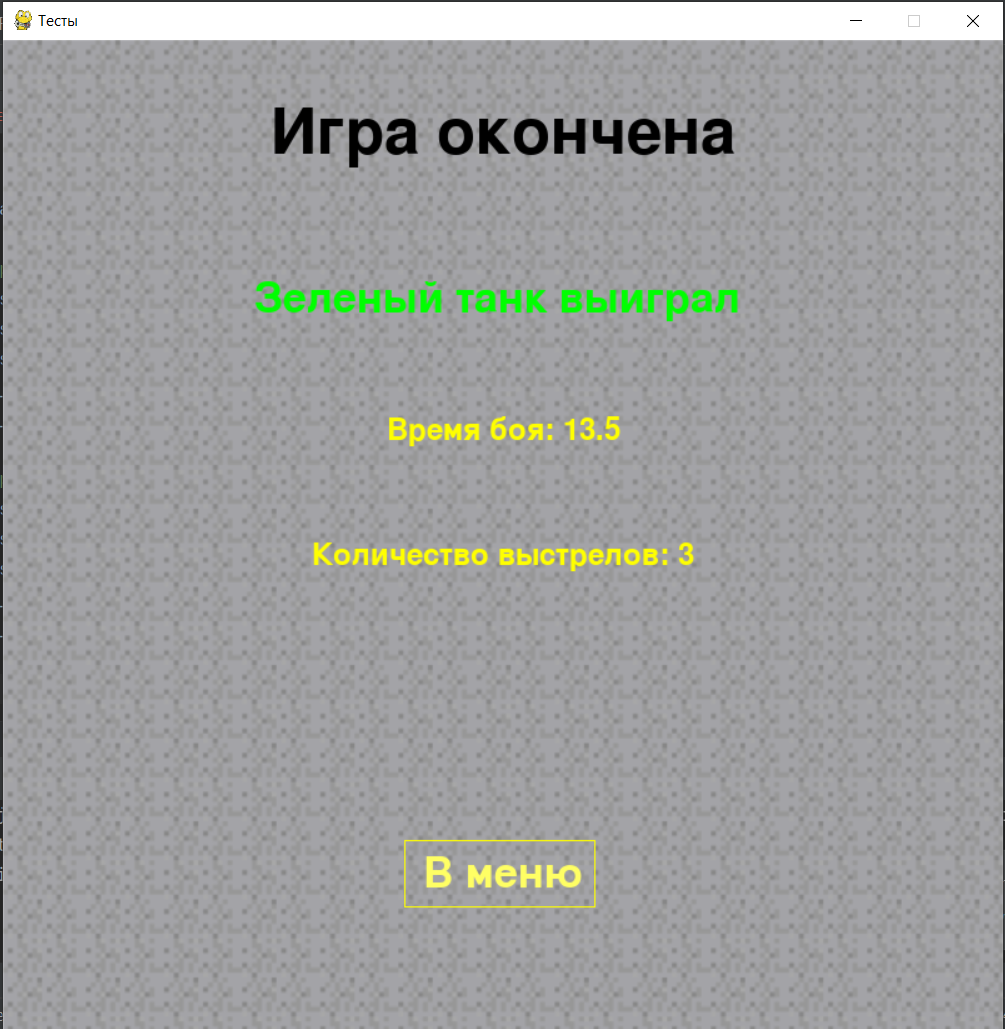 Тесты
Игра окончена
Зеленый танк выиграл
Время боя: 13.5
Количество выстрелов: 3
В меню